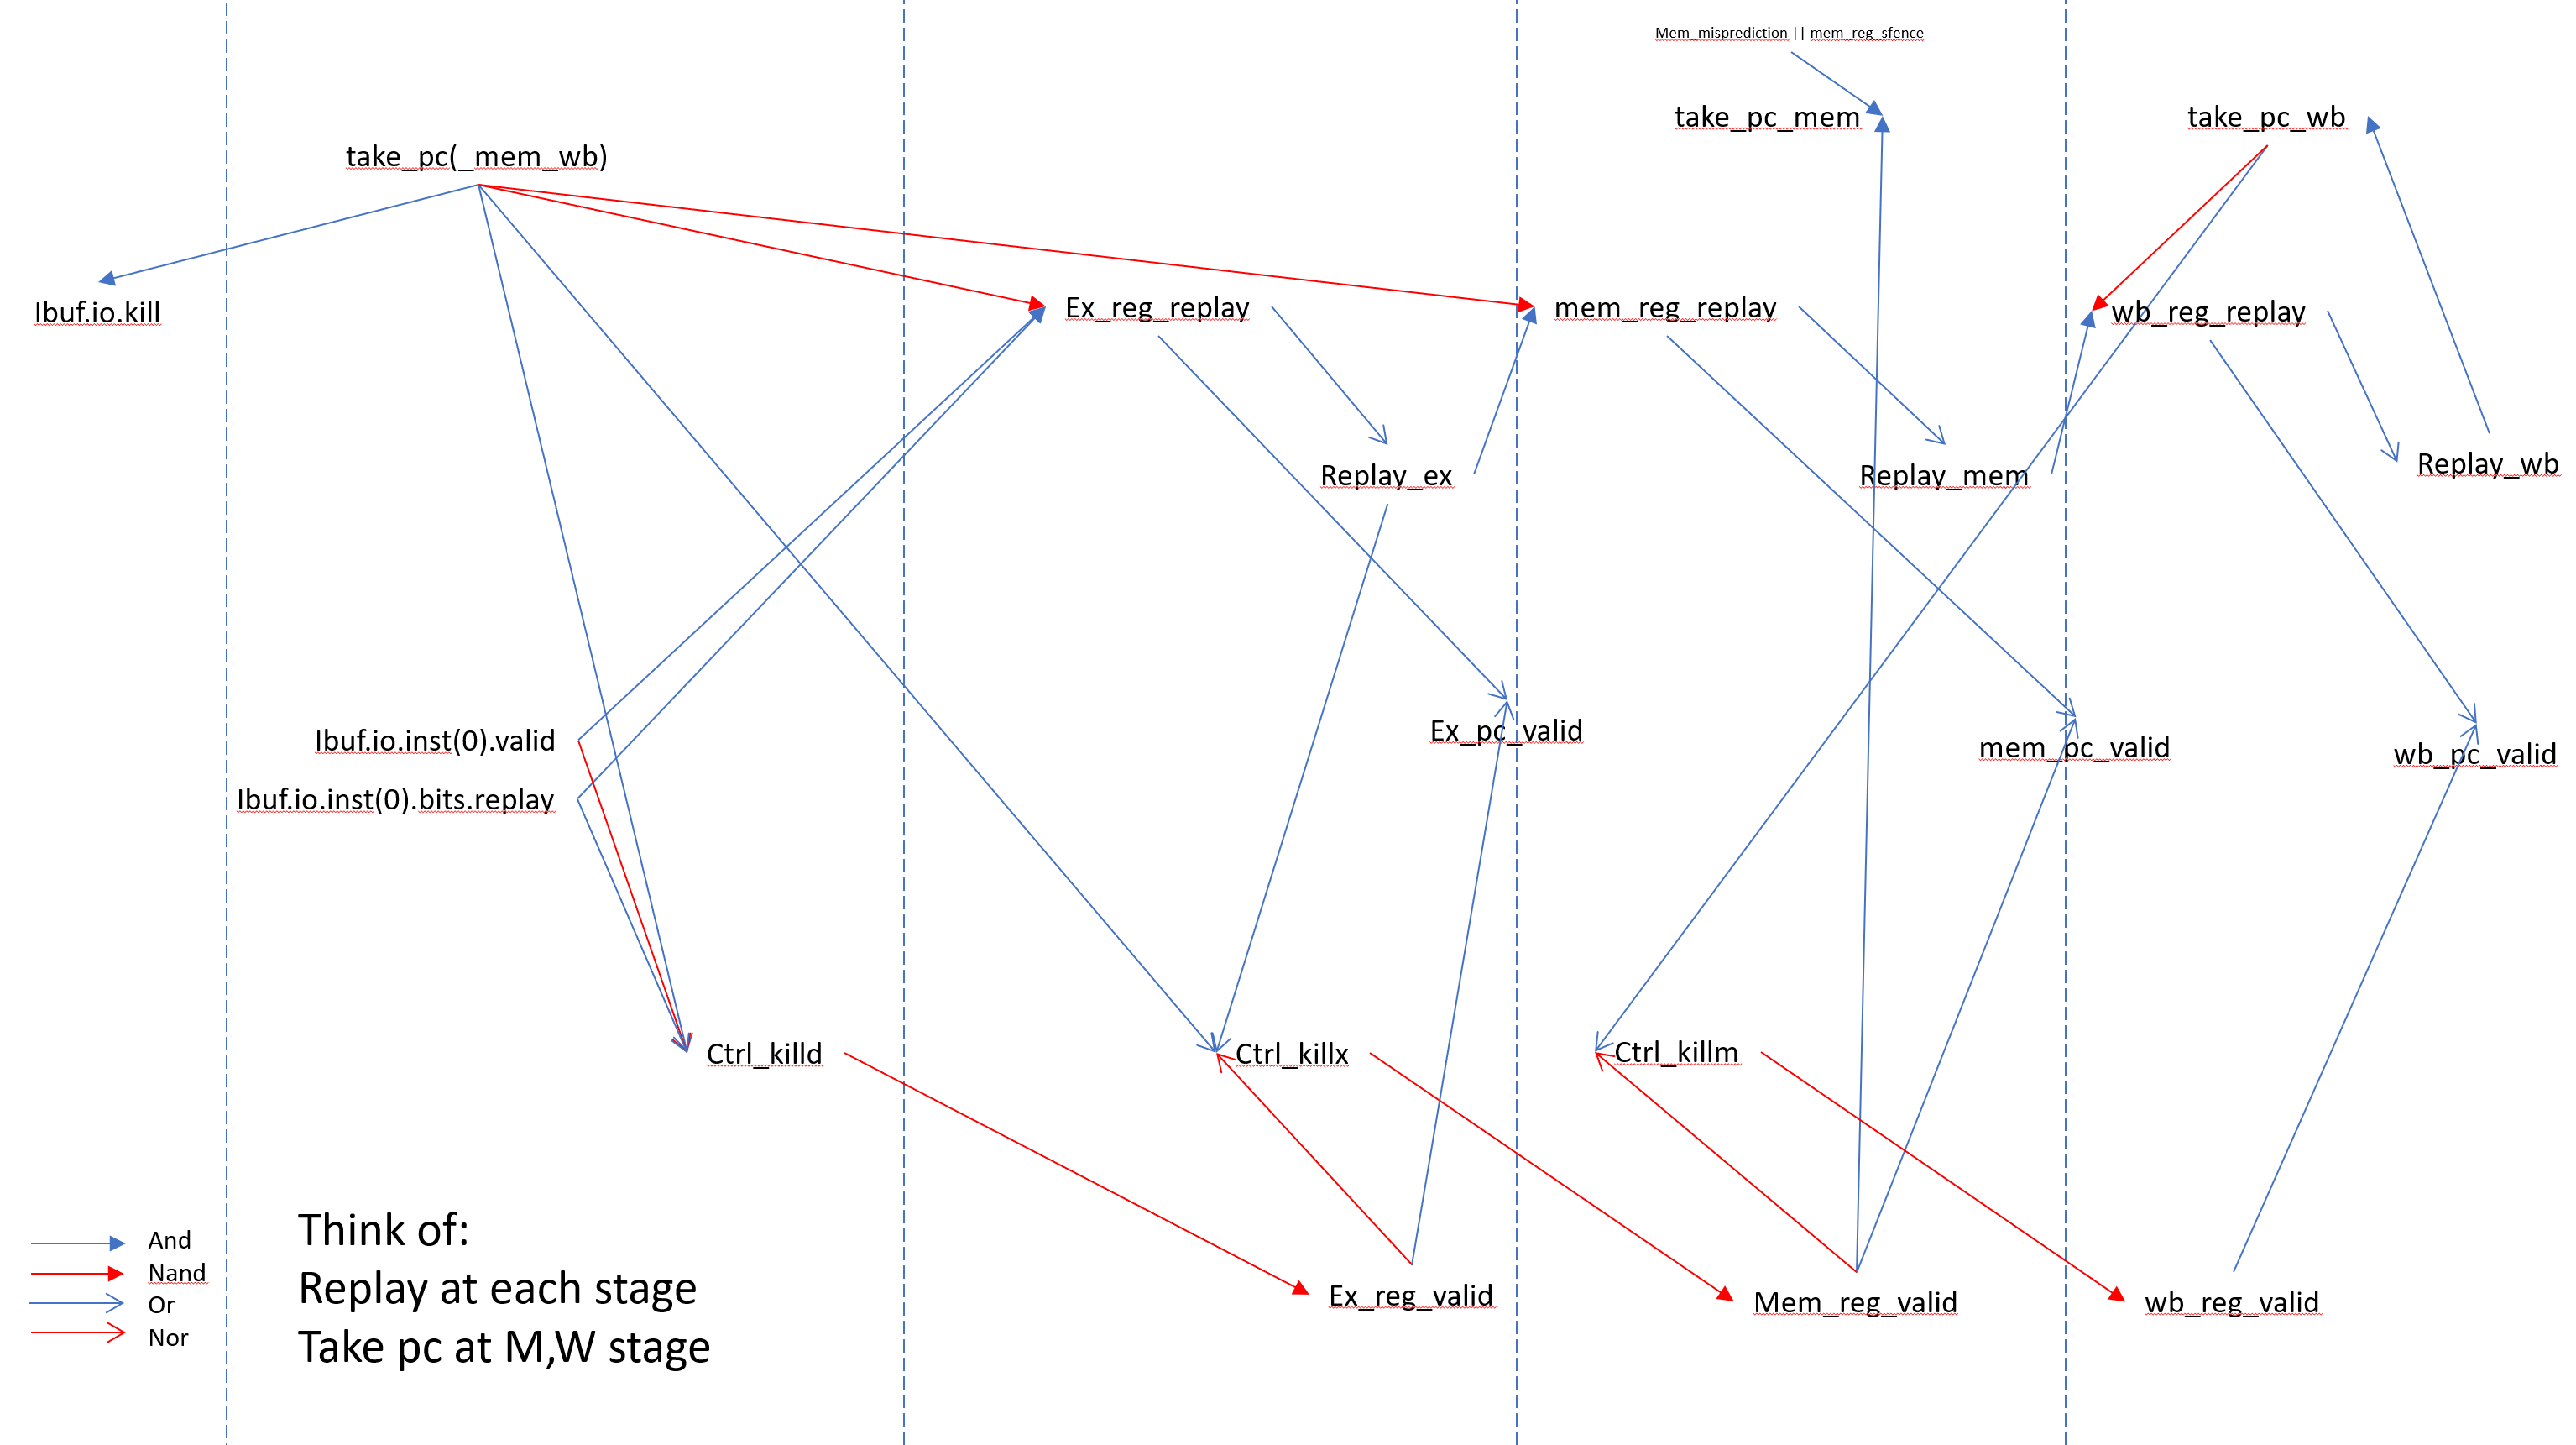 Mem_misprediction || mem_reg_sfence
take_pc_mem
take_pc_wb
take_pc(_mem_wb)
Ibuf.io.kill
Ex_reg_replay
mem_reg_replay
wb_reg_replay
Replay_ex
Replay_mem
Replay_wb
Ibuf.io.inst(0).valid
Ex_pc_valid
mem_pc_valid
wb_pc_valid
Ibuf.io.inst(0).bits.replay
Ctrl_killd
Ctrl_killx
Ctrl_killm
Ex_reg_valid
Mem_reg_valid
wb_reg_valid
And
Nand
Or
Nor
Think of:
Replay at each stage
Take pc at M,W stage